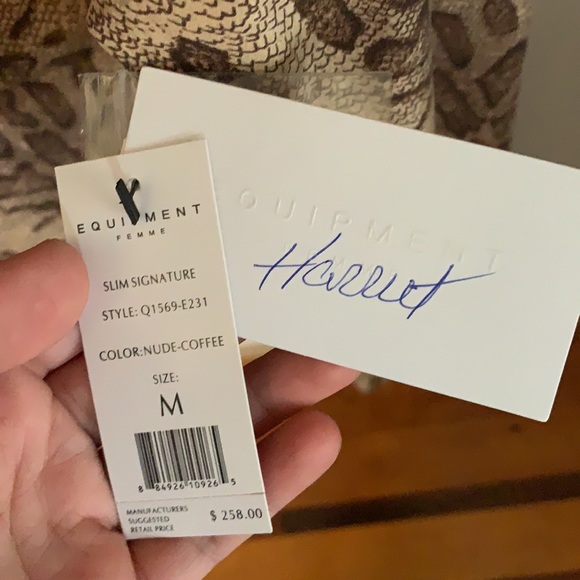 EQUIPMENT
FEMME
SLIM SIGNATURE
STYLE: Q1569-E231
COLOR:NUDE-COFFEE
SIZE:
M
8 84926 10926 5
MANUFACTURERS
SUGGESTED
RETAIL PRICE
$ 258.00
EQUIPMENT
Harriet